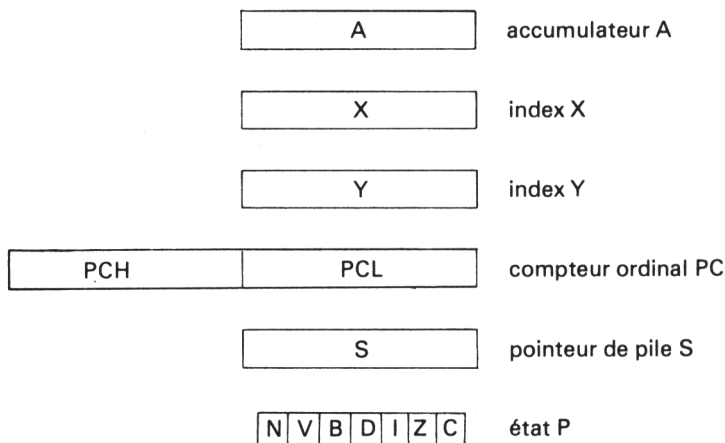 A accumulateur A
X index X
Y index Y
PCH PCL compteur ordinal PC
S pointeur de pile S
N V B D I Z C état P